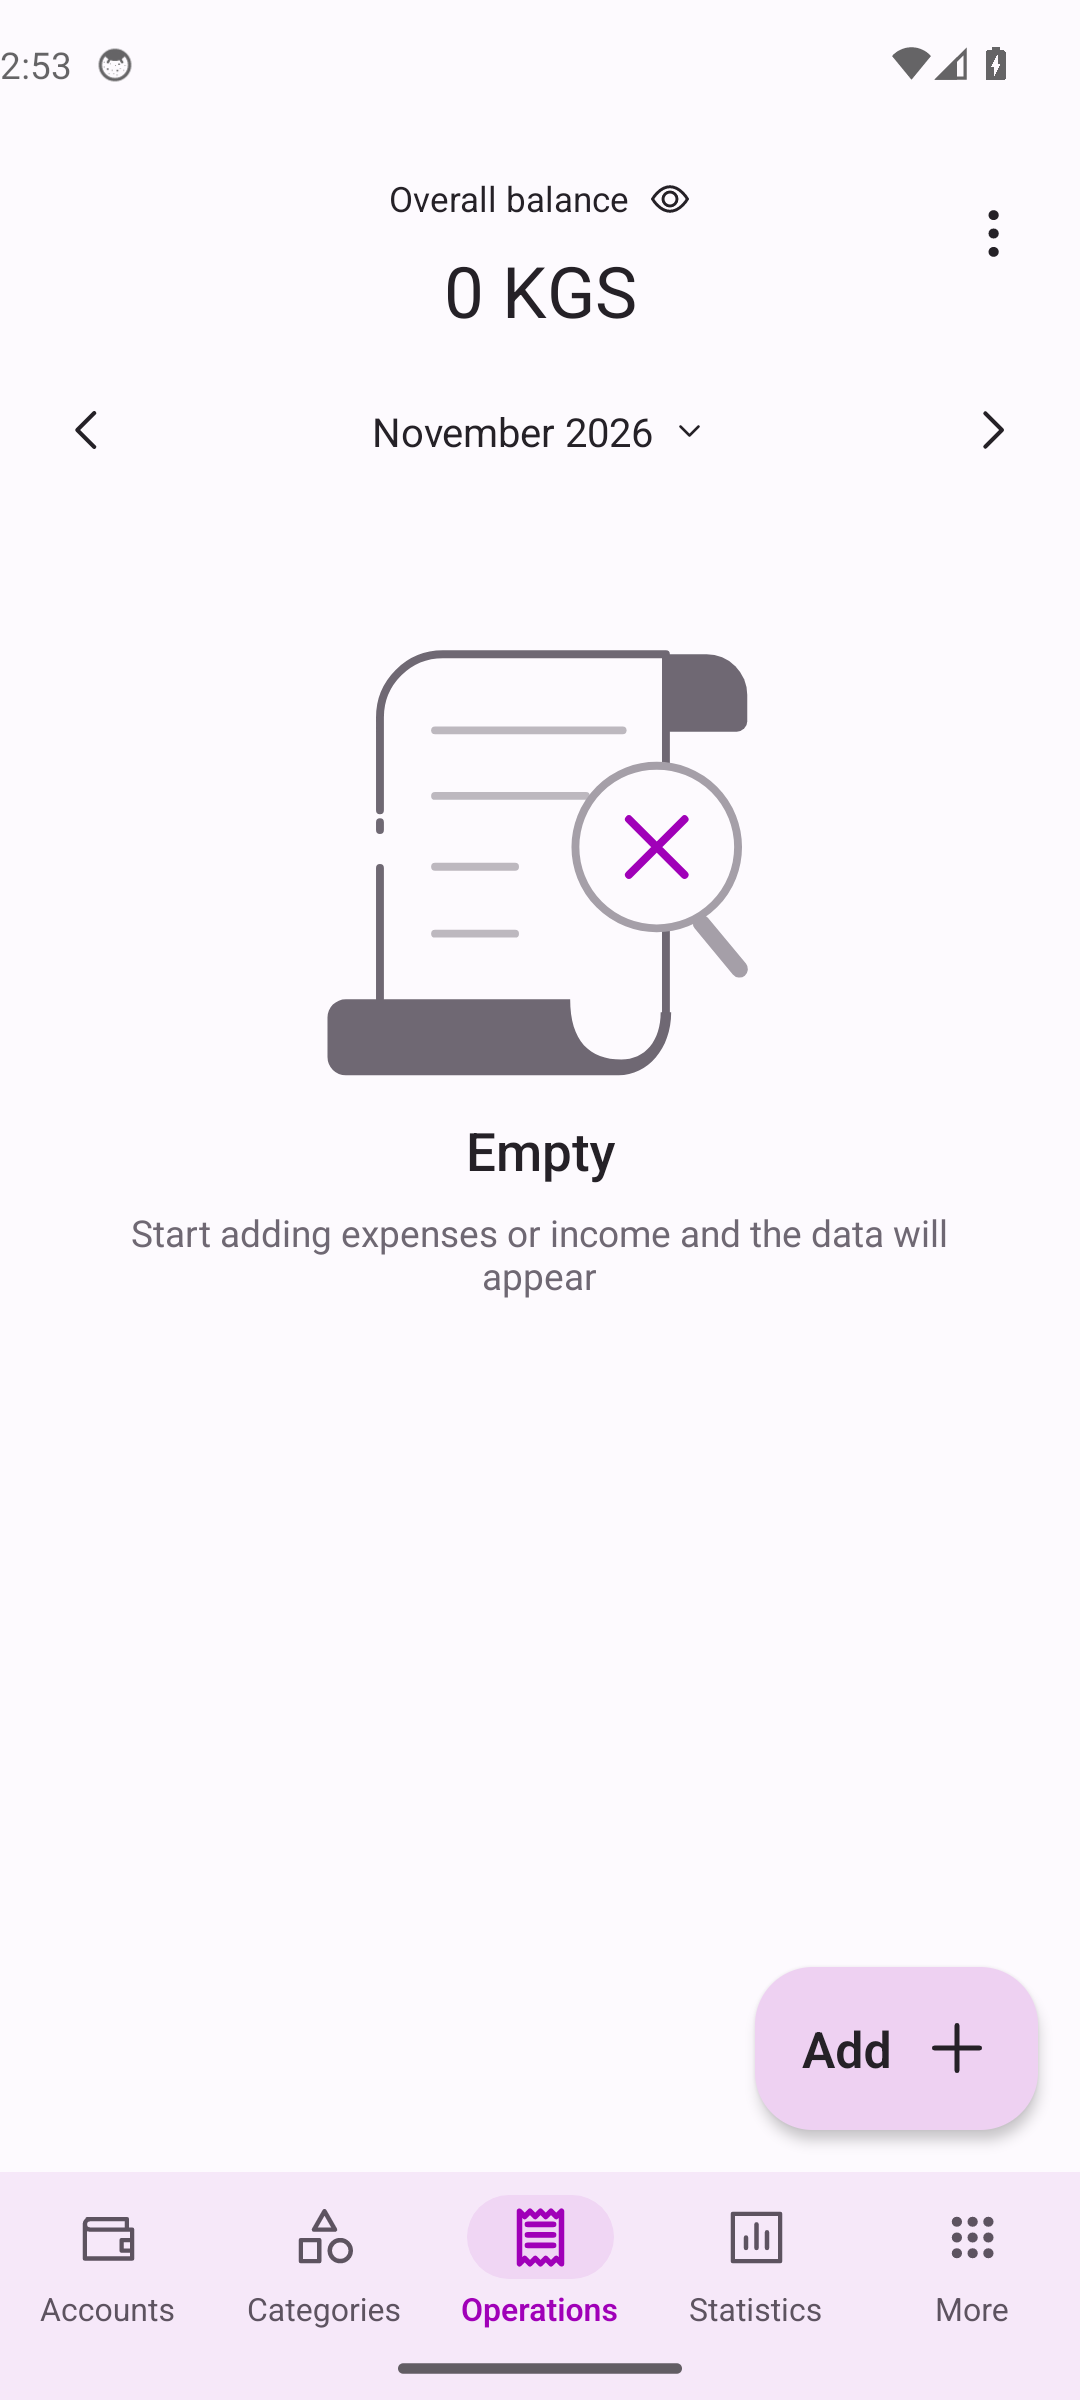 2:53
Overall balance
0 KGS
November 2026
Empty
Start adding expenses or income and the data will
appear
Add
Accounts
Categories
Operations
Statistics
More